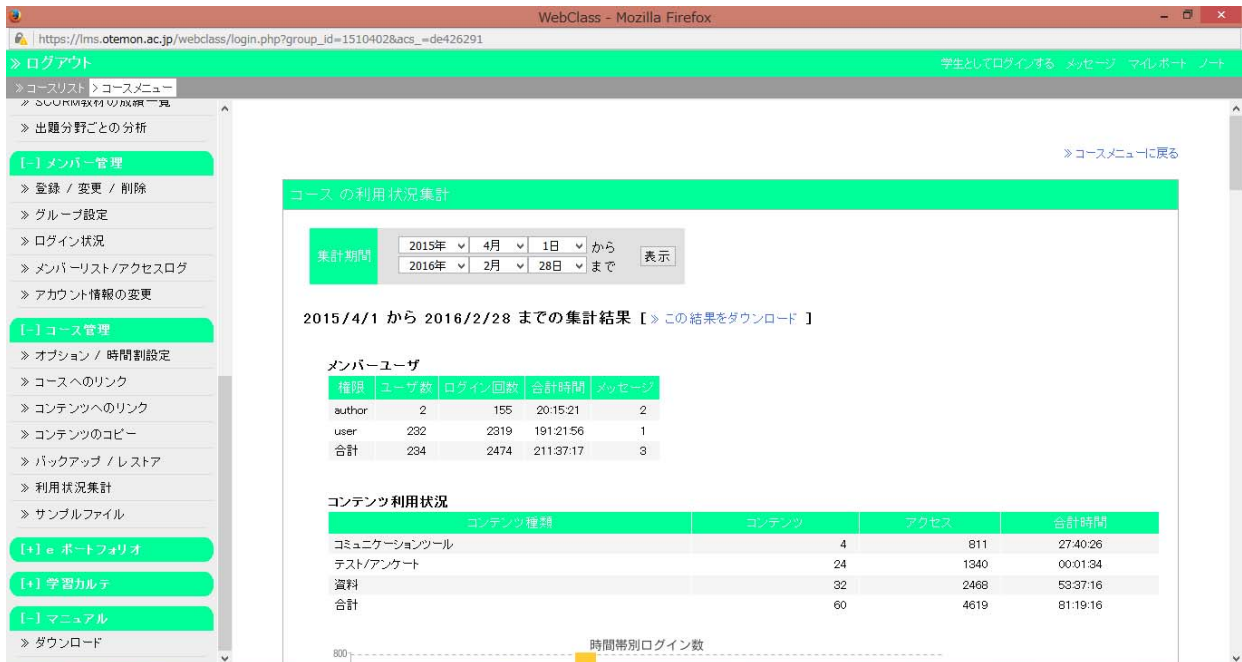 WebClass - Mozilla Firefox
https://lms.otemon.ac.jp/webclass/login.php?group_id=1510402&acs_=de426291
» ログアウト
学生としてログインする メッセージ マイレポート ノート
» コースリスト > コースメニュー
» SCORM教材の成績一覧
» 出題分野ごとの分析
[-] メンバー管理
» 登録 / 変更 / 削除
» グループ設定
» ログイン状況
» メンバーリスト/アクセスログ
» アカウント情報の変更
[-] コース管理
» オプション / 時間割設定
» コースへのリンク
» コンテンツへのリンク
» コンテンツのコピー
» バックアップ / レストア
» 利用状況集計
» サンプルファイル
[+] e ポートフォリオ
[+] 学習カルテ
[-] マニュアル
» ダウンロード
» コースメニューに戻る
コース の利用状況集計
集計期間
2015年 4月 1日 から
2016年 2月 28日 まで
表示
2015/4/1 から 2016/2/28 までの集計結果 [ » この結果をダウンロード ]
メンバーユーザ
権限 ユーザ数 ログイン回数 合計時間 メッセージ
author 2 155 20:15:21 2
user 232 2319 191:21:56 1
合計 234 2474 211:37:17 3
コンテンツ利用状況
コンテンツ種類 コンテンツ アクセス 合計時間
コミュニケーションツール 4 811 27:40:26
テスト/アンケート 24 1340 00:01:34
資料 32 2468 53:37:16
合計 60 4619 81:19:16
時間帯別ログイン数
800